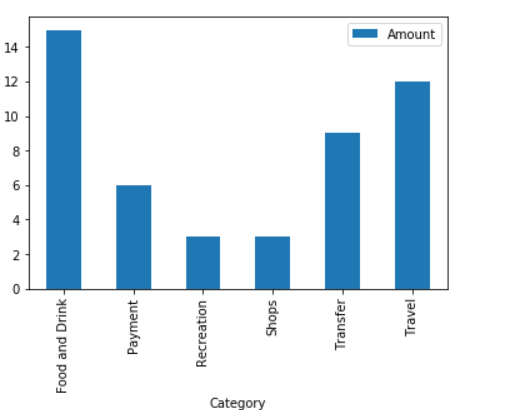 Amount
14
12
10
8
6
4
2
0
Food and Drink
Payment
Recreation
Shops
Transfer
Travel
Category